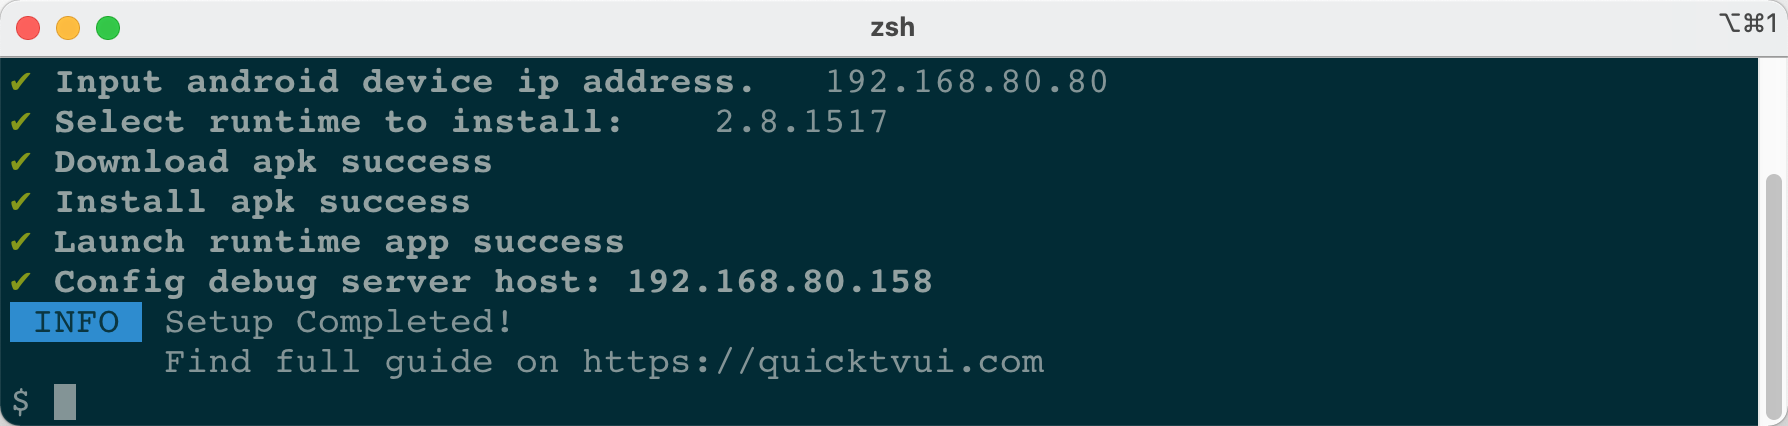 zsh
⌥⌘1
✔ Input android device ip address. 192.168.80.80
✔ Select runtime to install: 2.8.1517
✔ Download apk success
✔ Install apk success
✔ Launch runtime app success
✔ Config debug server host: 192.168.80.158
INFO Setup Completed!
Find full guide on https://quicktvui.com
$